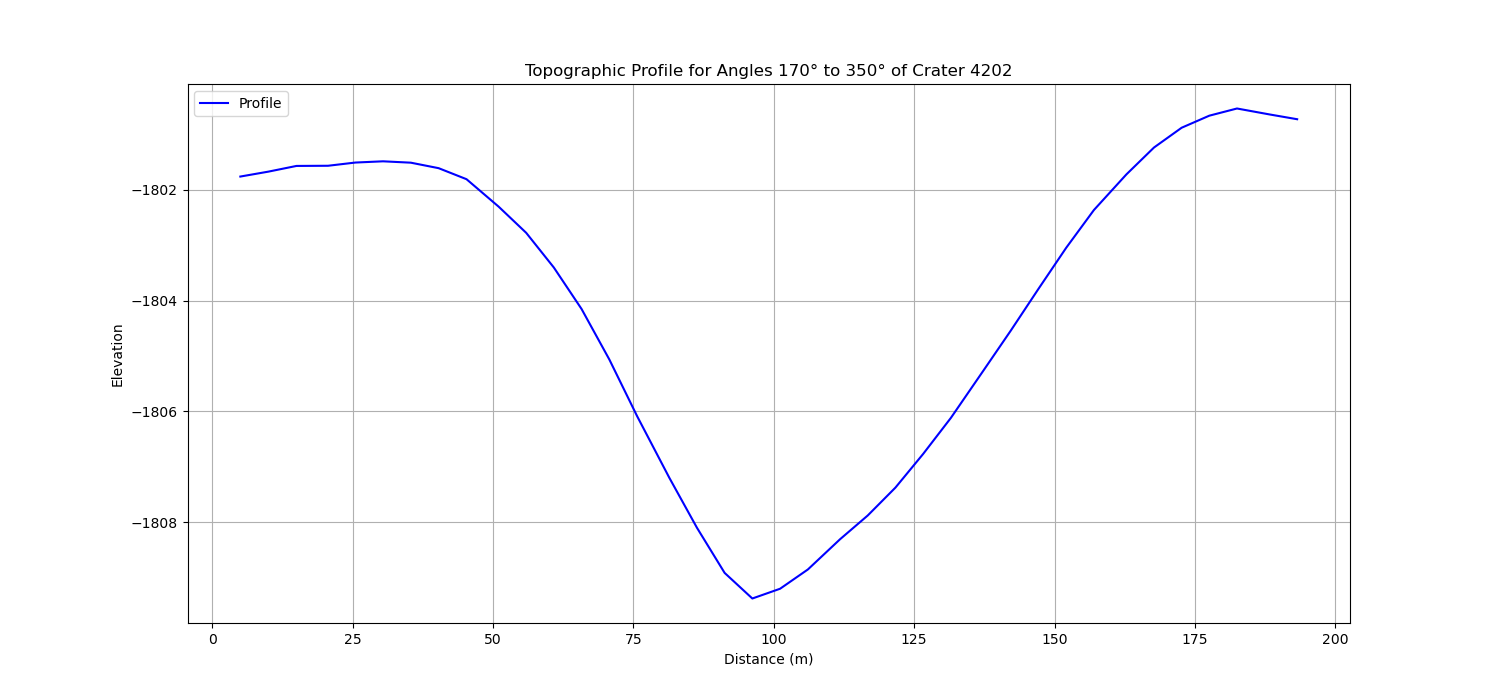 Topographic Profile for Angles 170° to 350° of Crater 4202
Profile
Elevation
−1802
−1804
−1806
−1808
0 25 50 75 100 125 150 175 200
Distance (m)